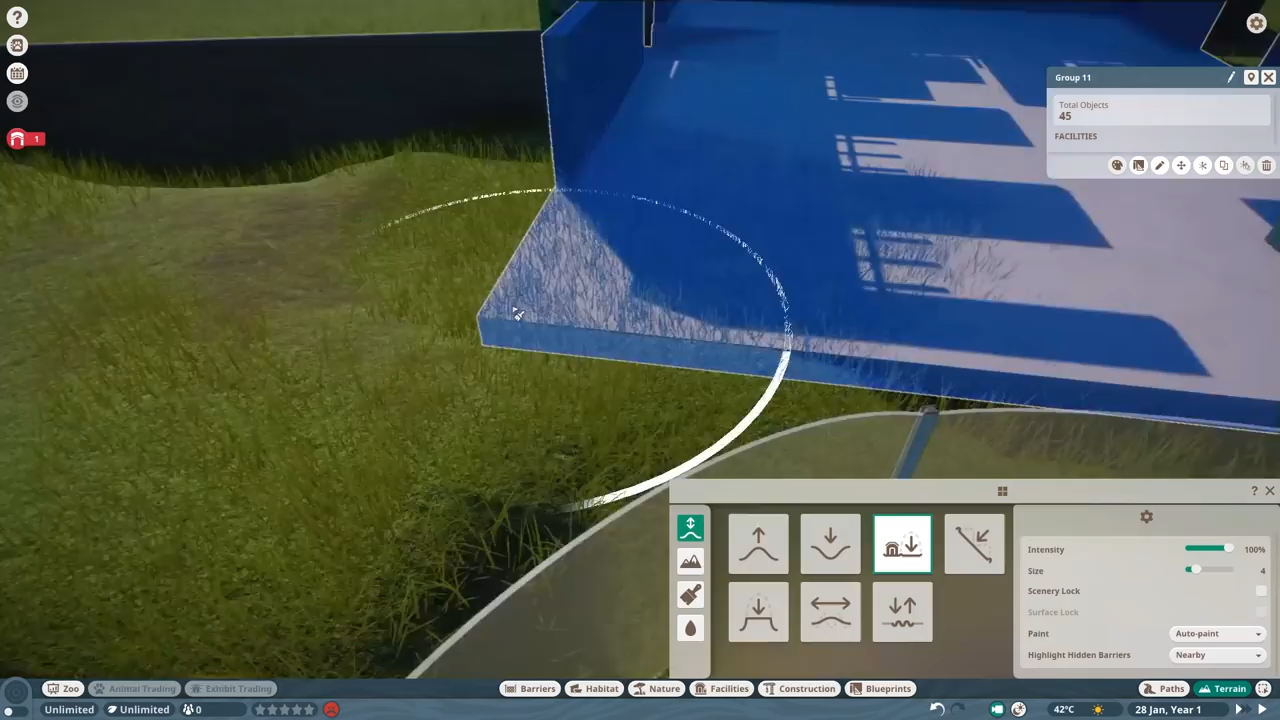 ?
1
Group 11
Total Objects
45
FACILITIES
?
Intensity
100%
Size
4
Scenery Lock
Surface Lock
Paint
Auto-paint
Highlight Hidden Barriers
Nearby
Zoo
Animal Trading
Exhibit Trading
Barriers
Habitat
Nature
Facilities
Construction
Blueprints
Paths
Terrain
Unlimited
Unlimited
0
42°C
28 Jan, Year 1